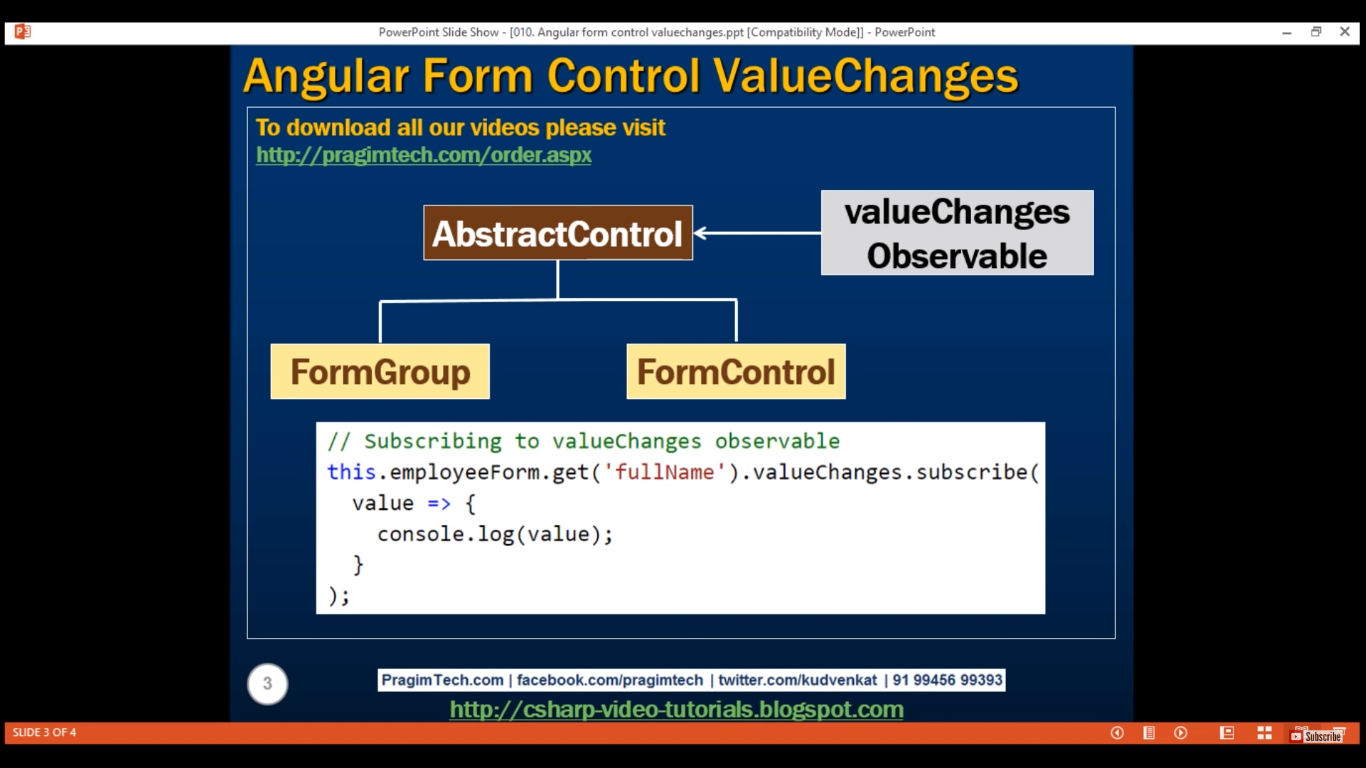 PowerPoint Slide Show - [010. Angular form control valuechanges.ppt [Compatibility Mode]] - PowerPoint
Angular Form Control ValueChanges
To download all our videos please visit
http://pragimtech.com/order.aspx
AbstractControl
valueChanges
Observable
FormGroup
FormControl
// Subscribing to valueChanges observable
this.employeeForm.get('fullName').valueChanges.subscribe(
value => {
console.log(value);
}
);
3
PragimTech.com | facebook.com/pragimtech | twitter.com/kudvenkat | 91 99456 99393
http://csharp-video-tutorials.blogspot.com
SLIDE 3 OF 4
Subscribe